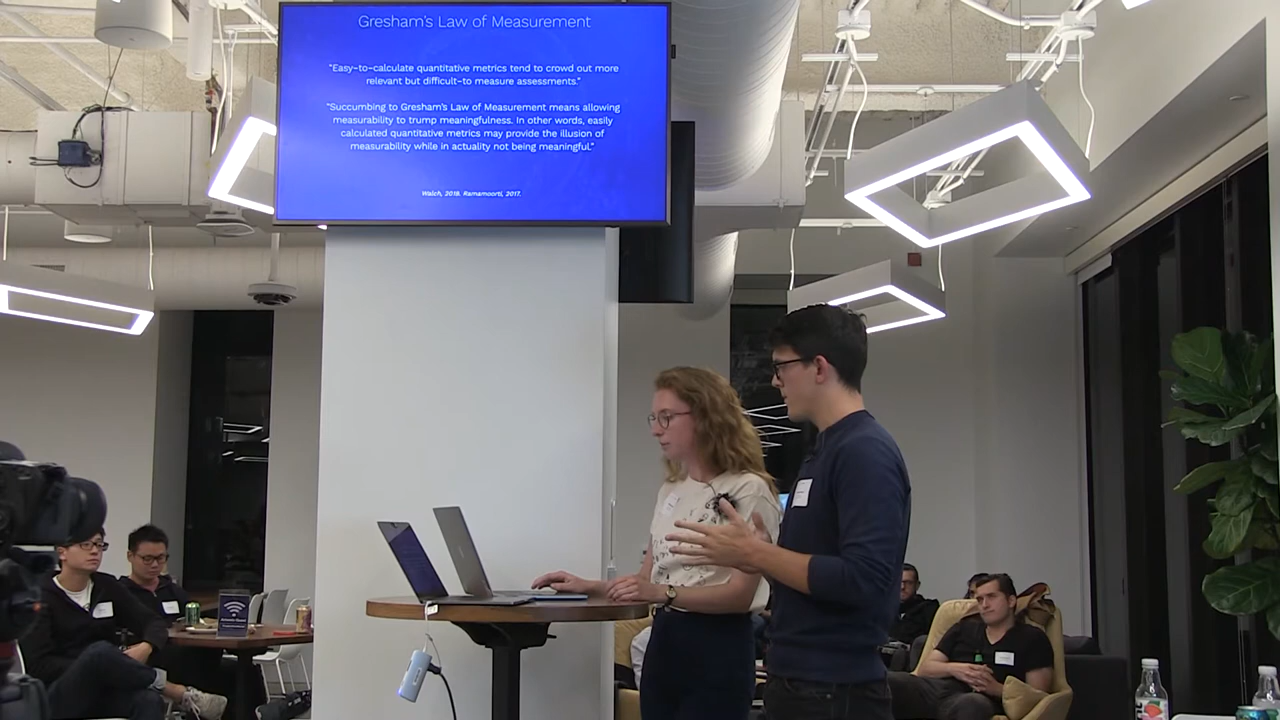 Gresham's Law of Measurement
"Easy-to-calculate quantitative metrics tend to crowd out more
relevant but difficult-to measure assessments."
"Succumbing to Gresham's Law of Measurement means allowing
measurability to trump meaningfulness. In other words, easily
calculated quantitative metrics may provide the illusion of
measurability while in actuality not being meaningful."
Walch, 2018. Ramamoorti, 2017.